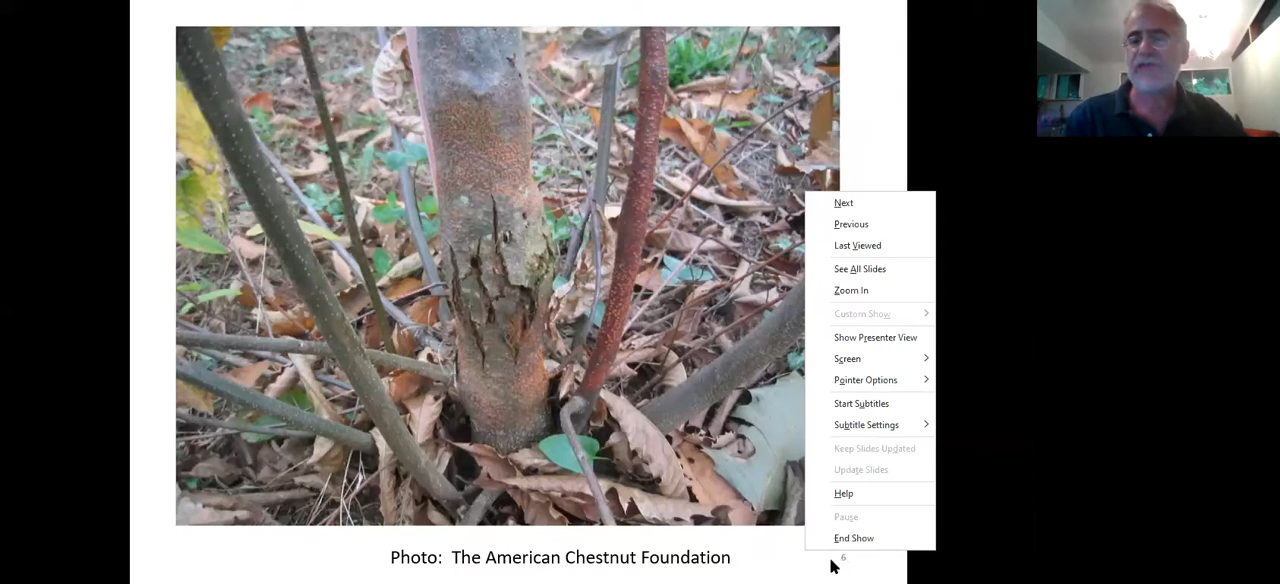 Next
Previous
Last Viewed
See All Slides
Zoom In
Custom Show
Show Presenter View
Screen
Pointer Options
Start Subtitles
Subtitle Settings
Keep Slides Updated
Update Slides
Help
Pause
End Show
Photo: The American Chestnut Foundation
6